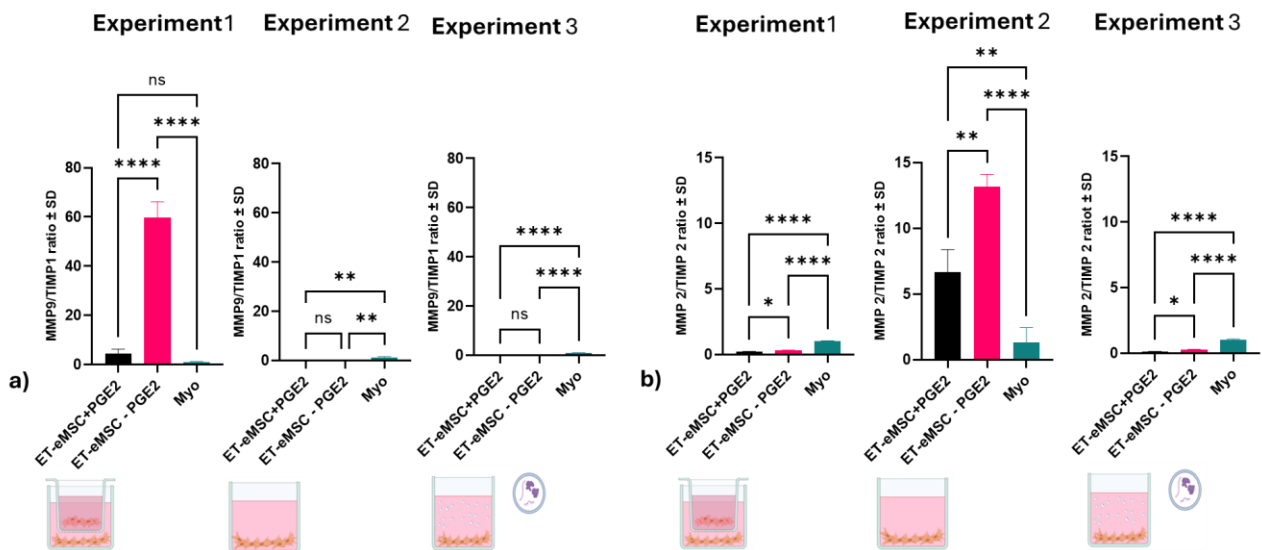 Experiment1
Experiment 2
Experiment 3
ns
****
****
MMP9/TIMP1 ratio ± SD
80
60
40
20
0
ET-eMSC+PGE2
ET-eMSC - PGE2
Myo
**
ns
**
MMP9/TIMP1 ratio ± SD
80
60
40
20
0
ET-eMSC+PGE2
ET-eMSC - PGE2
Myo
****
****
ns
MMP9/TIMP1 ratio ± SD
80
60
40
20
0
ET-eMSC+PGE2
ET-eMSC - PGE2
Myo
a)
Experiment1
Experiment 2
Experiment 3
****
****
*
MMP 2/TIMP 2 ratio ± SD
15
10
5
0
ET-eMSC+PGE2
ET-eMSC - PGE2
Myo
**
****
**
MMP 2/TIMP 2 ratio ± SD
15
10
5
0
ET-eMSC+PGE2
ET-eMSC - PGE2
Myo
****
****
*
MMP 2/TIMP 2 ratiot ± SD
15
10
5
0
ET-eMSC+PGE2
ET-eMSC - PGE2
Myo
b)